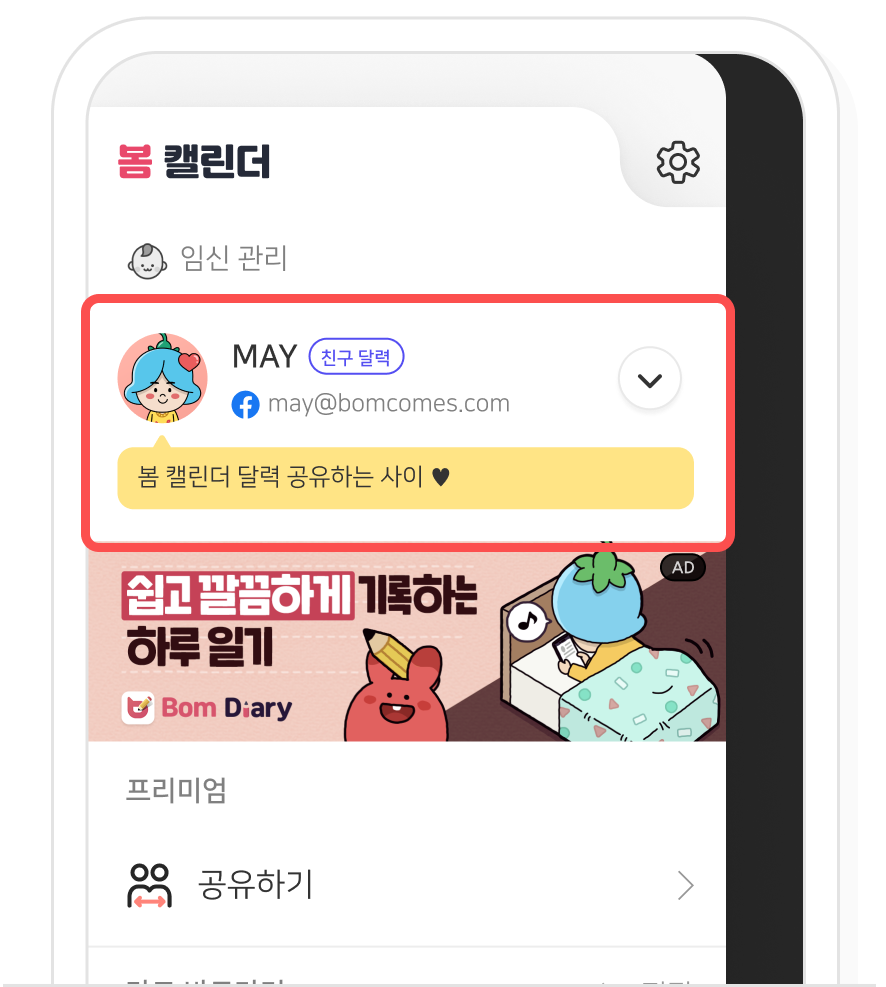 봄 캘린더
임신 관리
MAY 친구 달력
may@bomcomes.com
봄 캘린더 달력 공유하는 사이 ♥
AD
쉽고 깔끔하게 기록하는
하루 일기
Bom Diary
프리미엄
공유하기